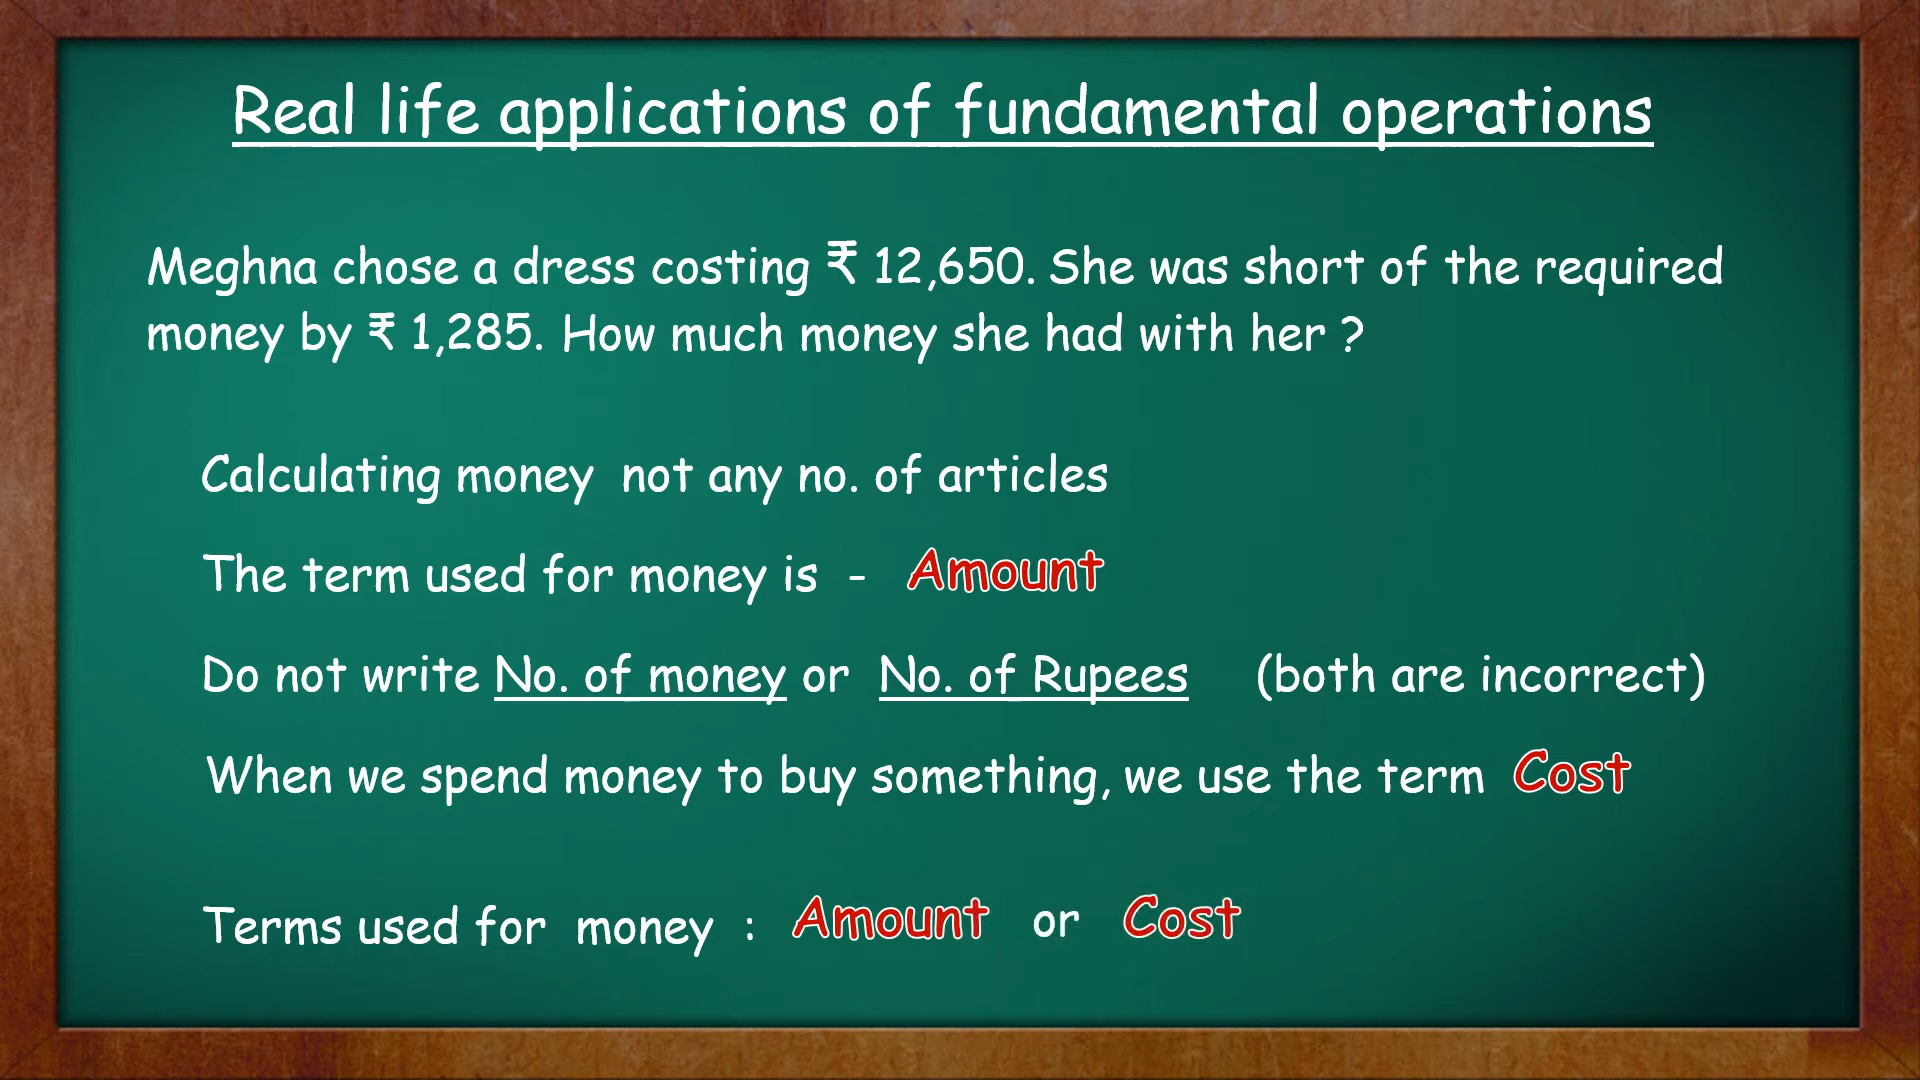 Real life applications of fundamental operations
Meghna chose a dress costing ₹ 12,650. She was short of the required
money by ₹ 1,285. How much money she had with her ?
Calculating money not any no. of articles
The term used for money is - Amount
Do not write No. of money or No. of Rupees (both are incorrect)
When we spend money to buy something, we use the term Cost
Terms used for money : Amount or Cost